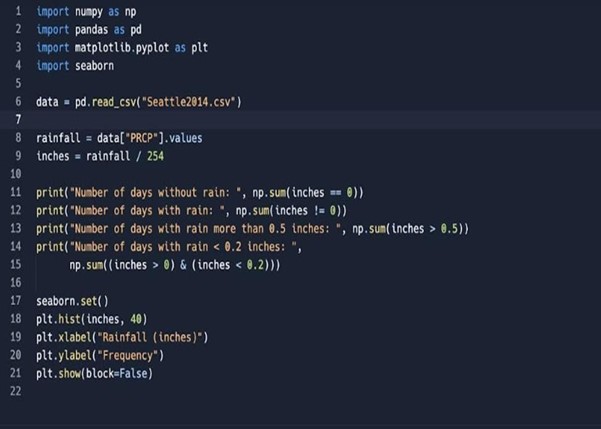 1 import numpy as np
2 import pandas as pd
3 import matplotlib.pyplot as plt
4 import seaborn
5
6 data = pd.read_csv("Seattle2014.csv")
7
8 rainfall = data["PRCP"].values
9 inches = rainfall / 254
10
11 print("Number of days without rain: ", np.sum(inches == 0))
12 print("Number of days with rain: ", np.sum(inches != 0))
13 print("Number of days with rain more than 0.5 inches: ", np.sum(inches > 0.5))
14 print("Number of days with rain < 0.2 inches: ",
15       np.sum((inches > 0) & (inches < 0.2)))
16
17 seaborn.set()
18 plt.hist(inches, 40)
19 plt.xlabel("Rainfall (inches)")
20 plt.ylabel("Frequency")
21 plt.show(block=False)
22